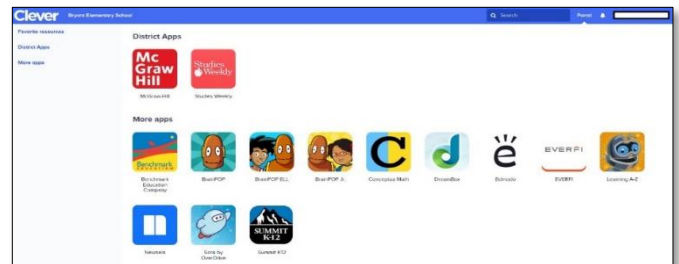 Clever Bryant Elementary School Search Portal
Favorite resources
District Apps
More apps
District Apps
Mc Graw Hill
Studies Weekly
McGraw-Hill Studies Weekly
More apps
Benchmark EDUCATION
C
ë
EVERFI
Benchmark Education Company
BrainPOP
BrainPOP ELL
BrainPOP Jr.
Conceptua Math
DreamBox
Edmodo
EVERFI
Learning A-Z
SUMMIT K-12
Newsela
Sora by OverDrive
Summit K12